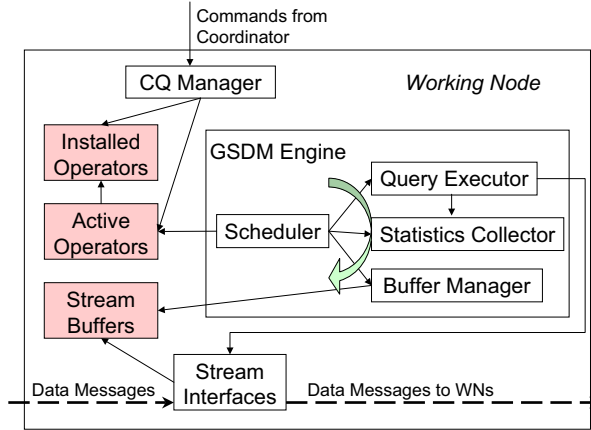 Commands from
Coordinator
CQ Manager
Working Node
Installed
Operators
GSDM Engine
Query Executor
Active
Operators
Scheduler
Statistics Collector
Stream
Buffers
Buffer Manager
Data Messages
Stream
Interfaces
Data Messages to WNs